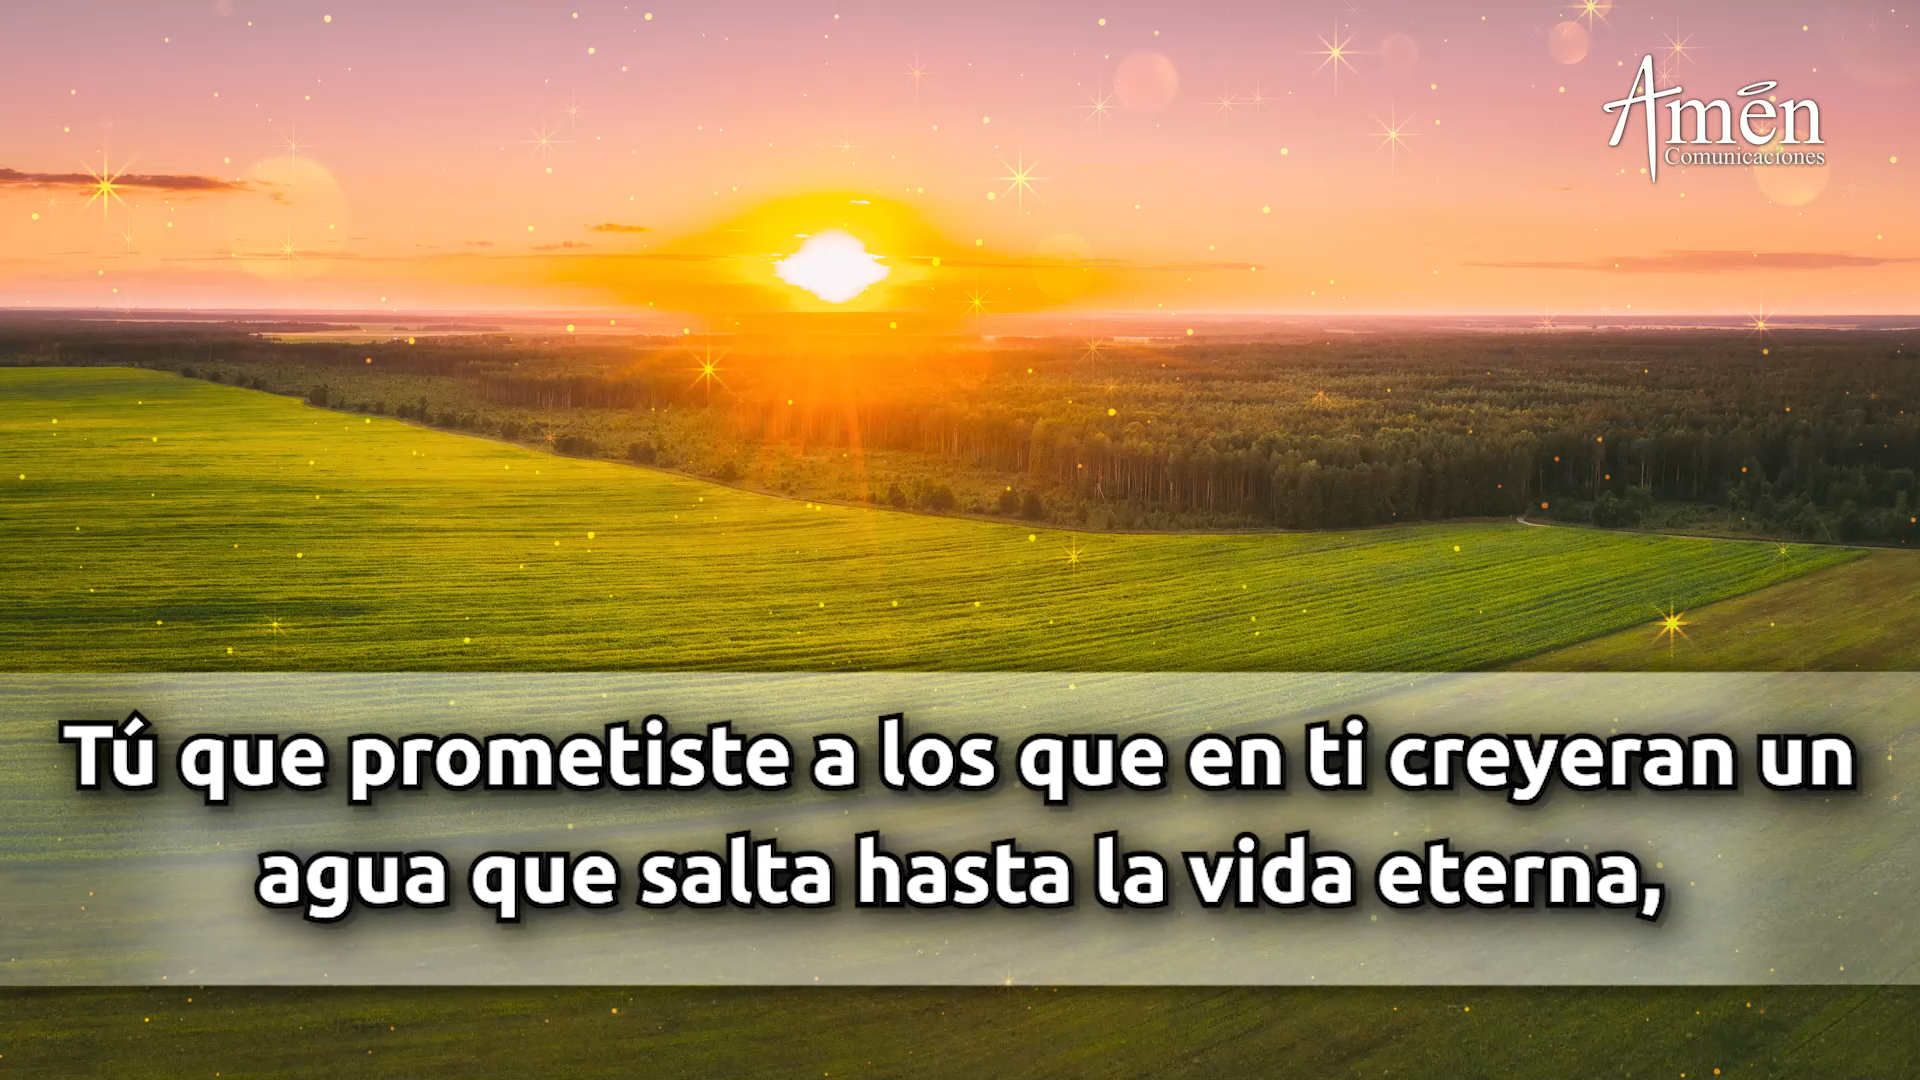 Amén
Comunicaciones
Tú que prometiste a los que en ti creyeran un
agua que salta hasta la vida eterna,